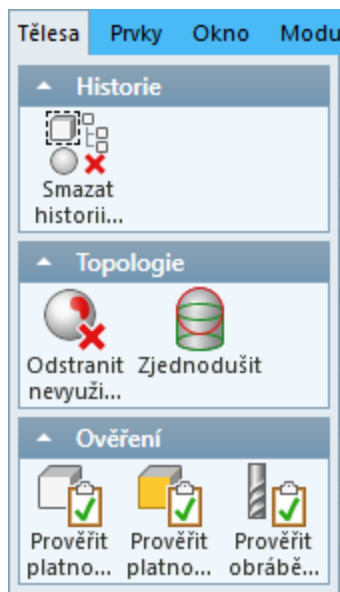 Tělesa Prvky Okno Modu
Historie
Smazat
historii...
Topologie
Odstranit Zjednodušit
nevyuži...
Ověření
Prověřit Prověřit Prověřit
platno... platno... obrábě...